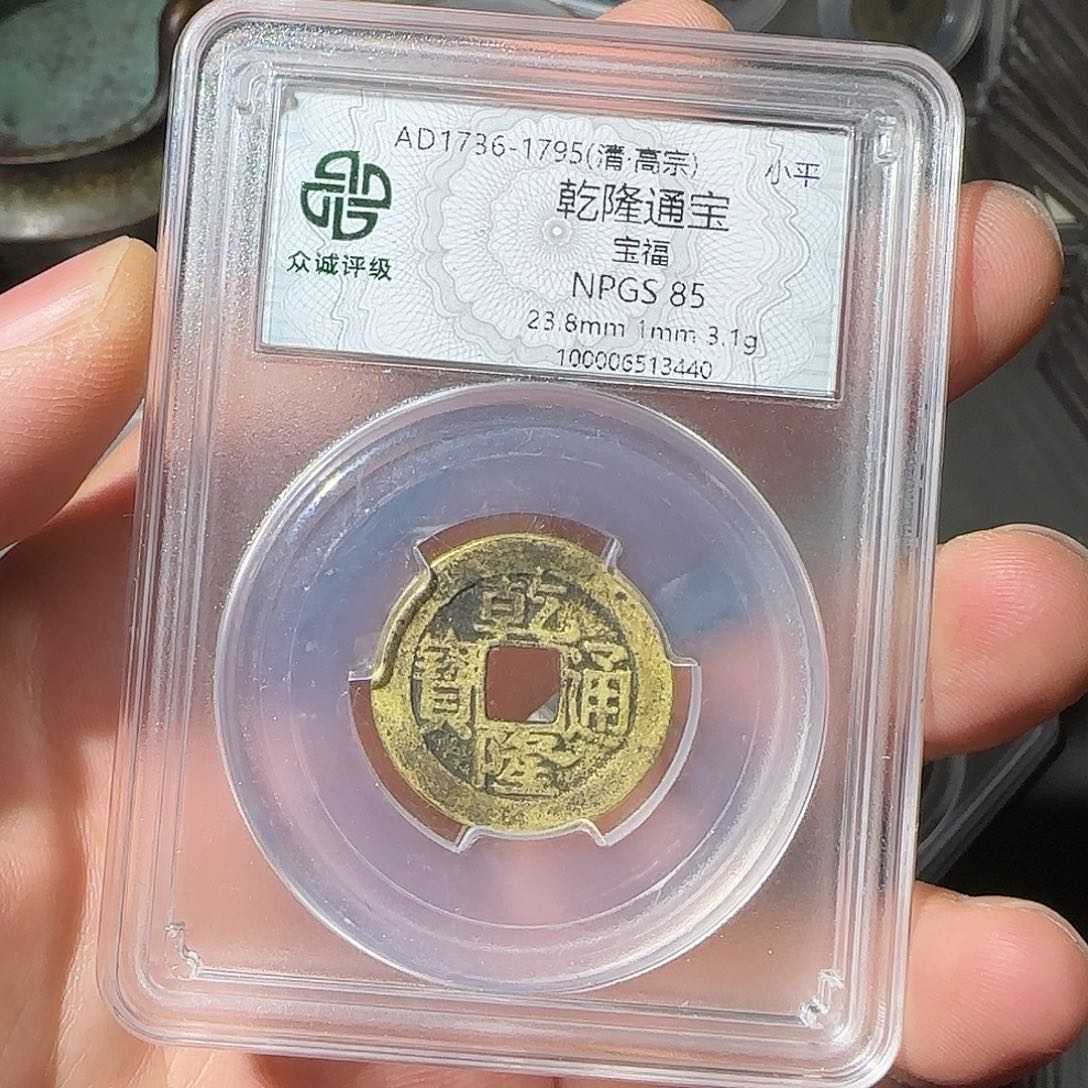 AD1736-1795(清·高宗) 小平
乾隆通宝
宝福
NPGS 85
23.8mm 1mm 3.1g
100006513440
众诚评级
乾隆通寶